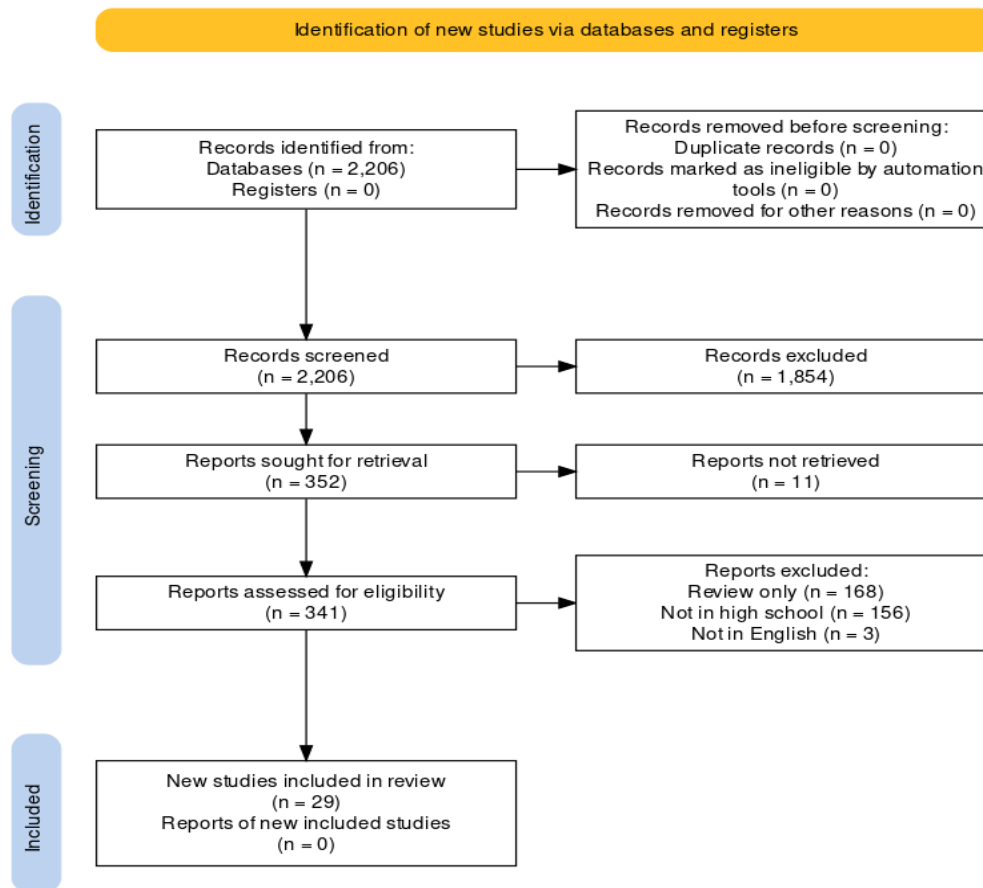 Identification of new studies via databases and registers
Identification
Records identified from:
Databases (n = 2,206)
Registers (n = 0)
Records removed before screening:
Duplicate records (n = 0)
Records marked as ineligible by automation
tools (n = 0)
Records removed for other reasons (n = 0)
Screening
Records screened
(n = 2,206)
Records excluded
(n = 1,854)
Reports sought for retrieval
(n = 352)
Reports not retrieved
(n = 11)
Reports assessed for eligibility
(n = 341)
Reports excluded:
Review only (n = 168)
Not in high school (n = 156)
Not in English (n = 3)
Included
New studies included in review
(n = 29)
Reports of new included studies
(n = 0)